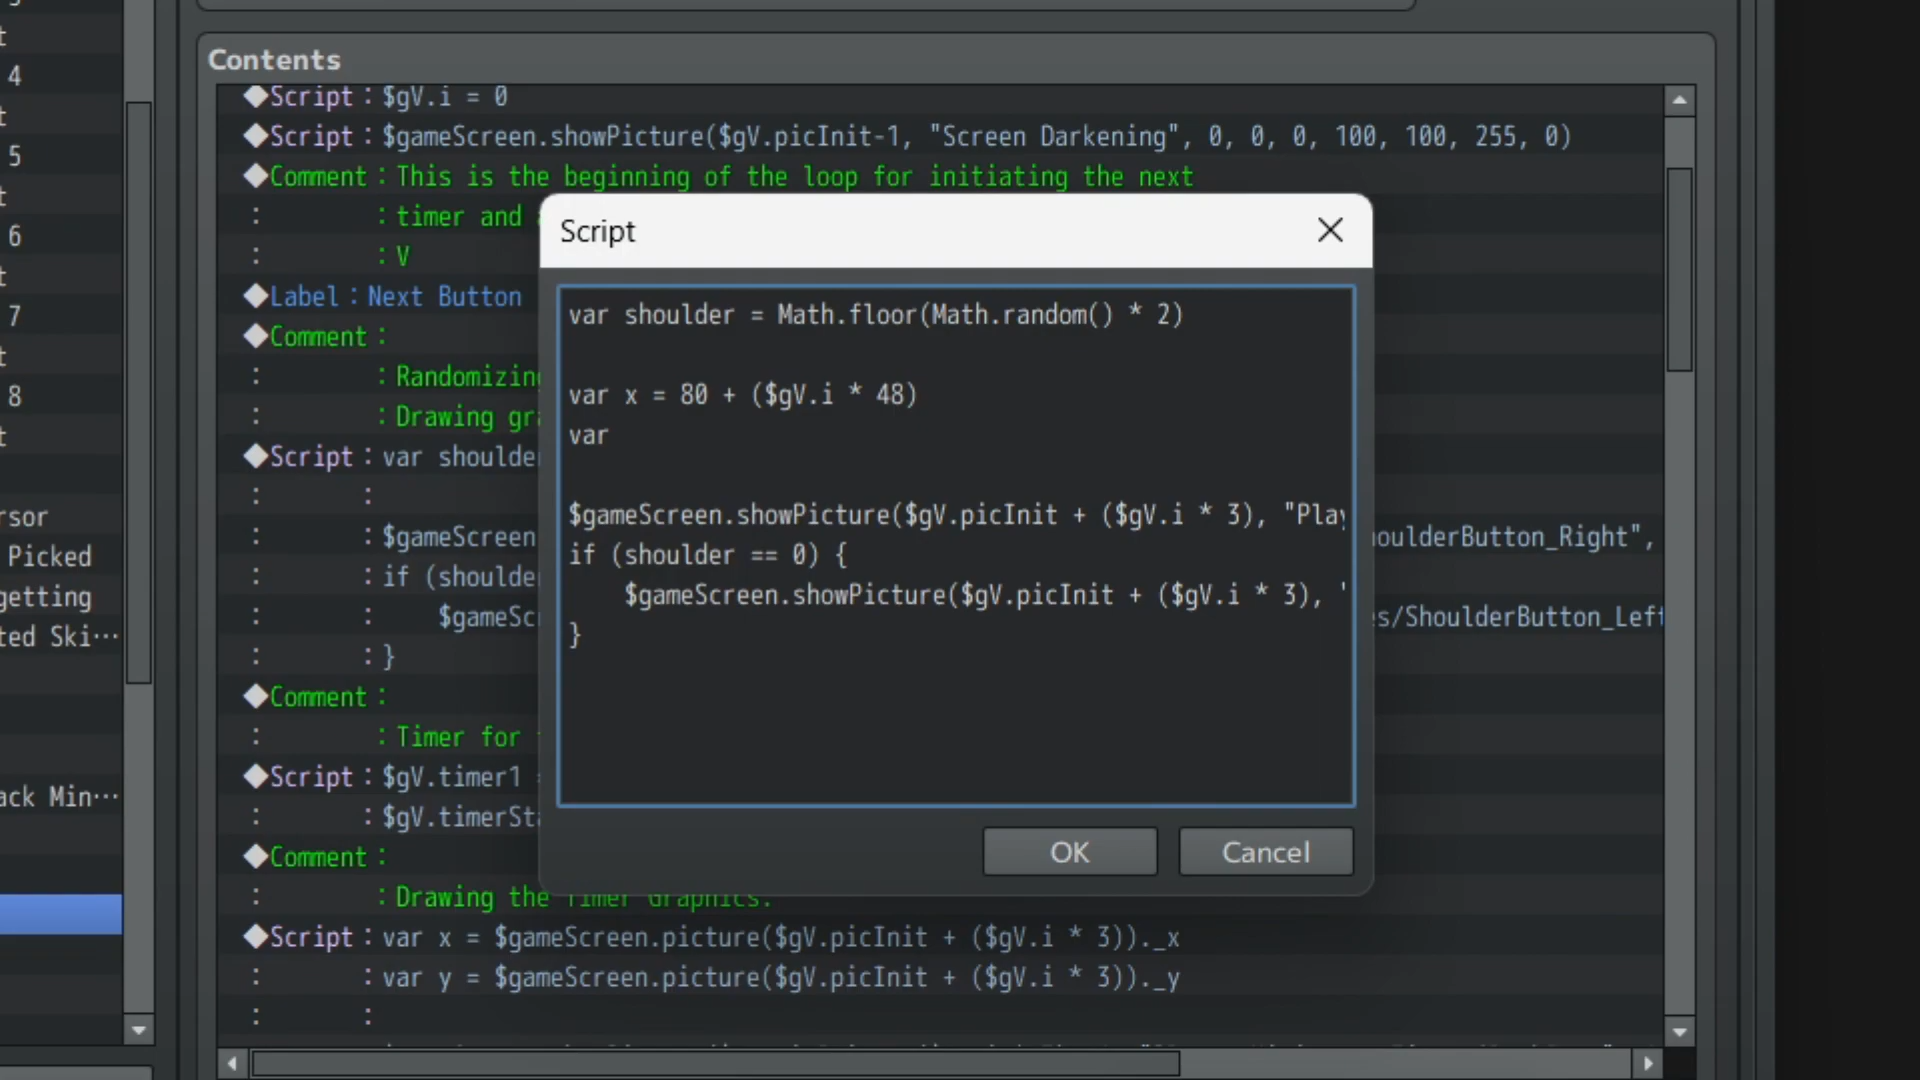 Contents
◆Script：$gV.i = 0
◆Script：$gameScreen.showPicture($gV.picInit-1, "Screen Darkening", 0, 0, 0, 100, 100, 255, 0)
◆Comment：This is the beginning of the loop for initiating the next
：timer and
：V
◆Label：Next Button
◆Comment：
：Randomizing
：Drawing
◆Script：var shoulder
：$gameScreen
oulderButton_Right",
：if (shoulder
：$gameSc
s/ShoulderButton_Left
：}
◆Comment：
：Timer for
◆Script：$gV.timer1
：$gV.timerSta
◆Comment：
：Drawing the Timer Graphics.
◆Script：var x = $gameScreen.picture($gV.picInit + ($gV.i * 3))._x
：var y = $gameScreen.picture($gV.picInit + ($gV.i * 3))._y
Script
var shoulder = Math.floor(Math.random() * 2)
var x = 80 + ($gV.i * 48)
var
$gameScreen.showPicture($gV.picInit + ($gV.i * 3), "Play
if (shoulder == 0) {
$gameScreen.showPicture($gV.picInit + ($gV.i * 3), "
}
OK
Cancel
4
5
6
7
8
rsor
Picked
getting
ted Ski…
ack Min…